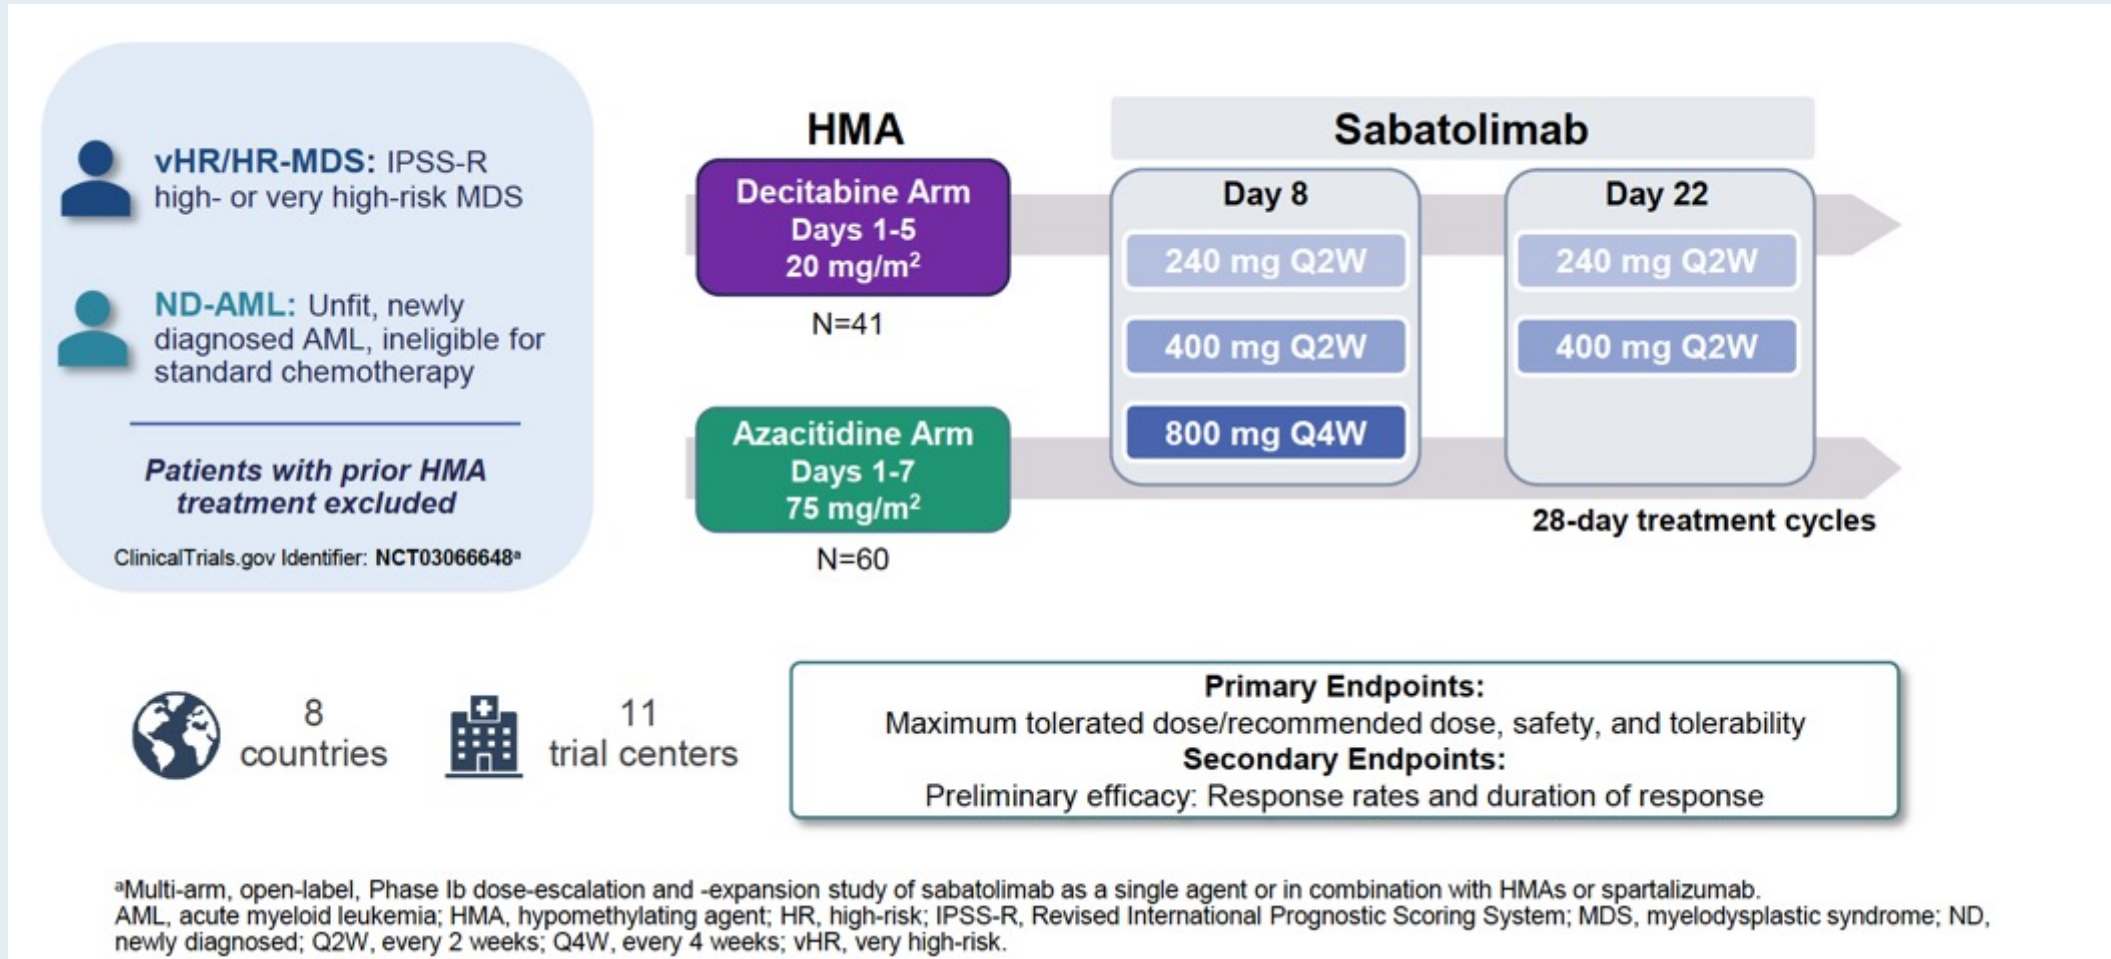 vHR/HR-MDS: IPSS-R
high- or very high-risk MDS
ND-AML: Unfit, newly
diagnosed AML, ineligible for
standard chemotherapy
Patients with prior HMA
treatment excluded
ClinicalTrials.gov Identifier: NCT03066648ᵃ
HMA
Decitabine Arm
Days 1-5
20 mg/m²
N=41
Azacitidine Arm
Days 1-7
75 mg/m²
N=60
Sabatolimab
Day 8
240 mg Q2W
400 mg Q2W
800 mg Q4W
Day 22
240 mg Q2W
400 mg Q2W
28-day treatment cycles
8
countries
11
trial centers
Primary Endpoints:
Maximum tolerated dose/recommended dose, safety, and tolerability
Secondary Endpoints:
Preliminary efficacy: Response rates and duration of response
ᵃMulti-arm, open-label, Phase Ib dose-escalation and -expansion study of sabatolimab as a single agent or in combination with HMAs or spartalizumab.
AML, acute myeloid leukemia; HMA, hypomethylating agent; HR, high-risk; IPSS-R, Revised International Prognostic Scoring System; MDS, myelodysplastic syndrome; ND,
newly diagnosed; Q2W, every 2 weeks; Q4W, every 4 weeks; vHR, very high-risk.